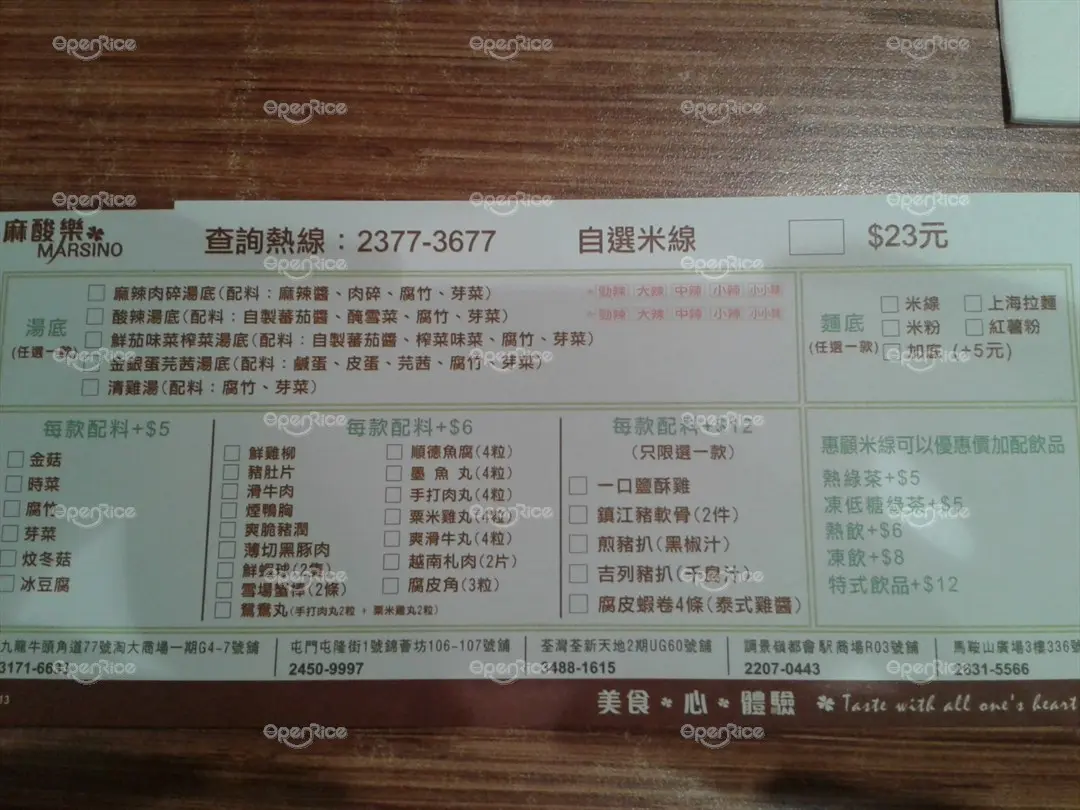 麻酸樂
MARSINO
查詢熱線：2377-3677
自選米線
$23元
湯底
(任選一款)
麻辣肉碎湯底(配料：麻辣醬、肉碎、腐竹、芽菜)
勁辣 大辣 中辣 小辣 小小辣
酸辣湯底(配料：自製蕃茄醬、醃雪菜、腐竹、芽菜)
勁辣 大辣 中辣 小辣 小小辣
鮮茄味菜榨菜湯底(配料：自製蕃茄醬、榨菜味菜、腐竹、芽菜)
金銀蛋芫茜湯底(配料：鹹蛋、皮蛋、芫茜、腐竹、芽菜)
清雞湯(配料：腐竹、芽菜)
麵底
(任選一款)
米線
上海拉麵
米粉
紅薯粉
加底 (+5元)
每款配料+$5
金菇
時菜
腐竹
芽菜
炆冬菇
冰豆腐
每款配料+$6
鮮雞柳
豬肚片
滑牛肉
煙鴨胸
爽脆豬潤
薄切黑豚肉
鮮蝦球(2隻)
雪場蟹棒(2條)
鴛鴦丸(手打肉丸2粒 + 粟米雞丸2粒)
順德魚腐(4粒)
墨魚丸(4粒)
手打肉丸(4粒)
粟米雞丸(4粒)
爽滑牛丸(4粒)
越南札肉(2片)
腐皮角(3粒)
每款配料+$12
(只限選一款)
一口鹽酥雞
鎮江豬軟骨(2件)
煎豬扒(黑椒汁)
吉列豬扒(千島汁)
腐皮蝦卷4條(泰式雞醬)
惠顧米線可以優惠價加配飲品
熱綠茶+$5
凍低糖綠茶+$5
熱飲+$6
凍飲+$8
特式飲品+$12
九龍牛頭角道77號淘大商場一期G4-7號舖
3171-663
屯門屯隆街1號錦薈坊106-107號舖
2450-9997
荃灣荃新天地2期UG60號舖
3488-1615
調景嶺都會駅商場R03號舖
2207-0443
馬鞍山廣場3樓336號
2631-5566
美食*心*體驗
Taste with all one's heart
OpenRice